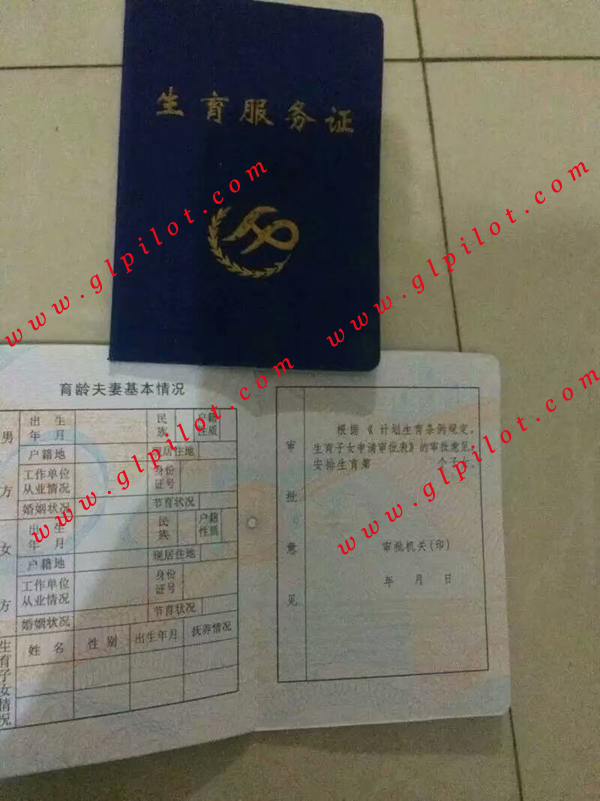 生育服务证
www.glpilot.com
www.glpilot.com
www.glpilot.com
www.glpilot.com
育龄夫妻基本情况
男方
出生年月
民族
户籍性质
户籍地
现居住地
工作单位从业情况
身份证号
婚姻状况
节育状况
女方
出生年月
民族
户籍性质
户籍地
现居住地
工作单位从业情况
身份证号
婚姻状况
节育状况
生育子女情况
姓名 性别 出生年月 抚养情况
审批意见
根据《 计划生育条例规定,
生育子女申请审批表》的审批意见,
安排生育第 个子女。
审批机关(印)
年 月 日